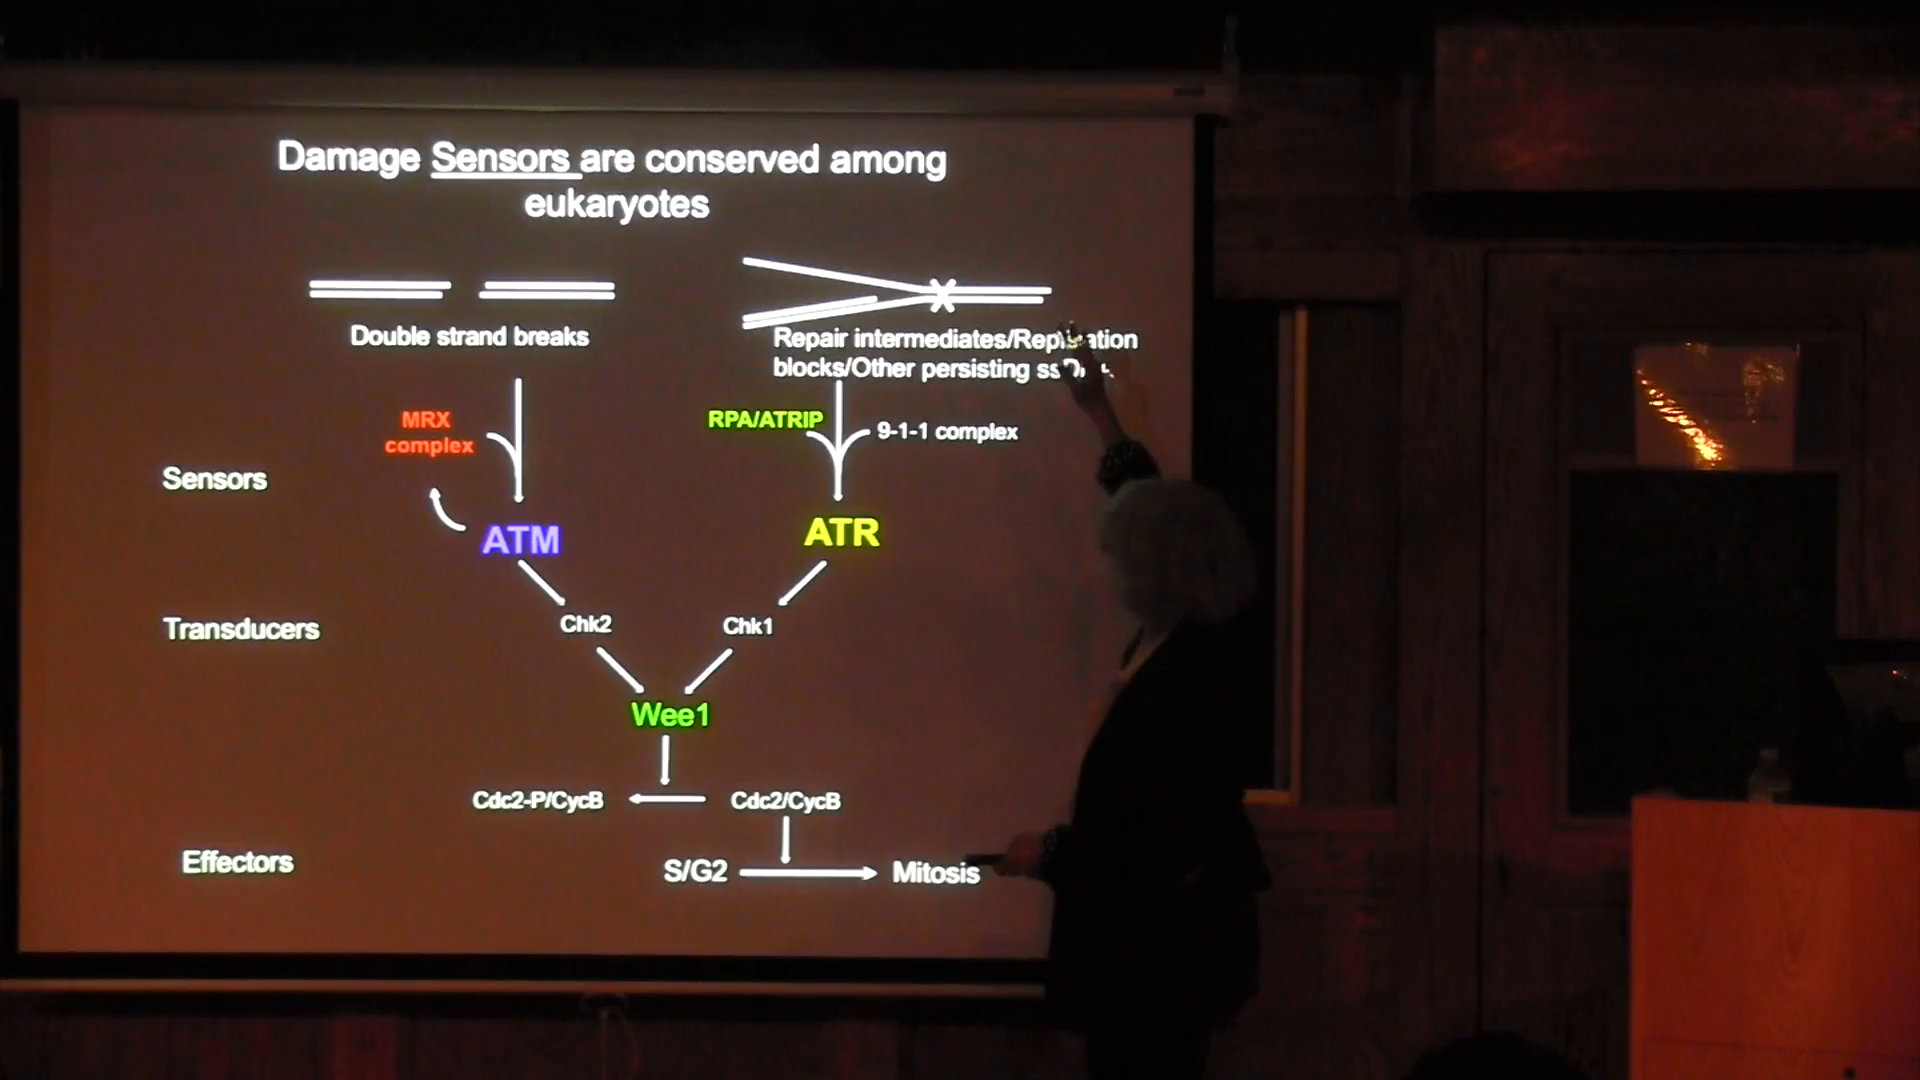 Damage Sensors are conserved among
eukaryotes
Double strand breaks
Repair intermediates/Replication
blocks/Other persisting
MRX
complex
RPA/ATRIP
9-1-1 complex
Sensors
ATM
ATR
Transducers
Chk2
Chk1
Wee1
Cdc2-P/CycB
Cdc2/CycB
Effectors
S/G2
Mitosis